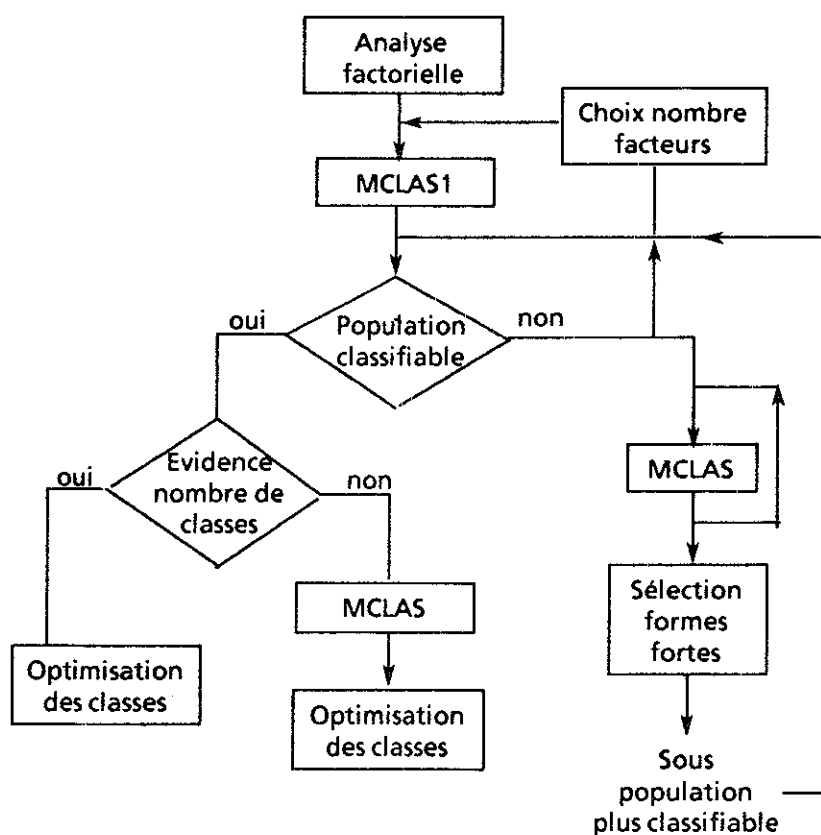 Analyse
factorielle
Choix nombre
facteurs
MCLAS1
oui
Population
classifiable
non
oui
Evidence
nombre de
classes
non
MCLAS
MCLAS
Sélection
formes
fortes
Optimisation
des classes
Optimisation
des classes
Sous
population
plus classifiable